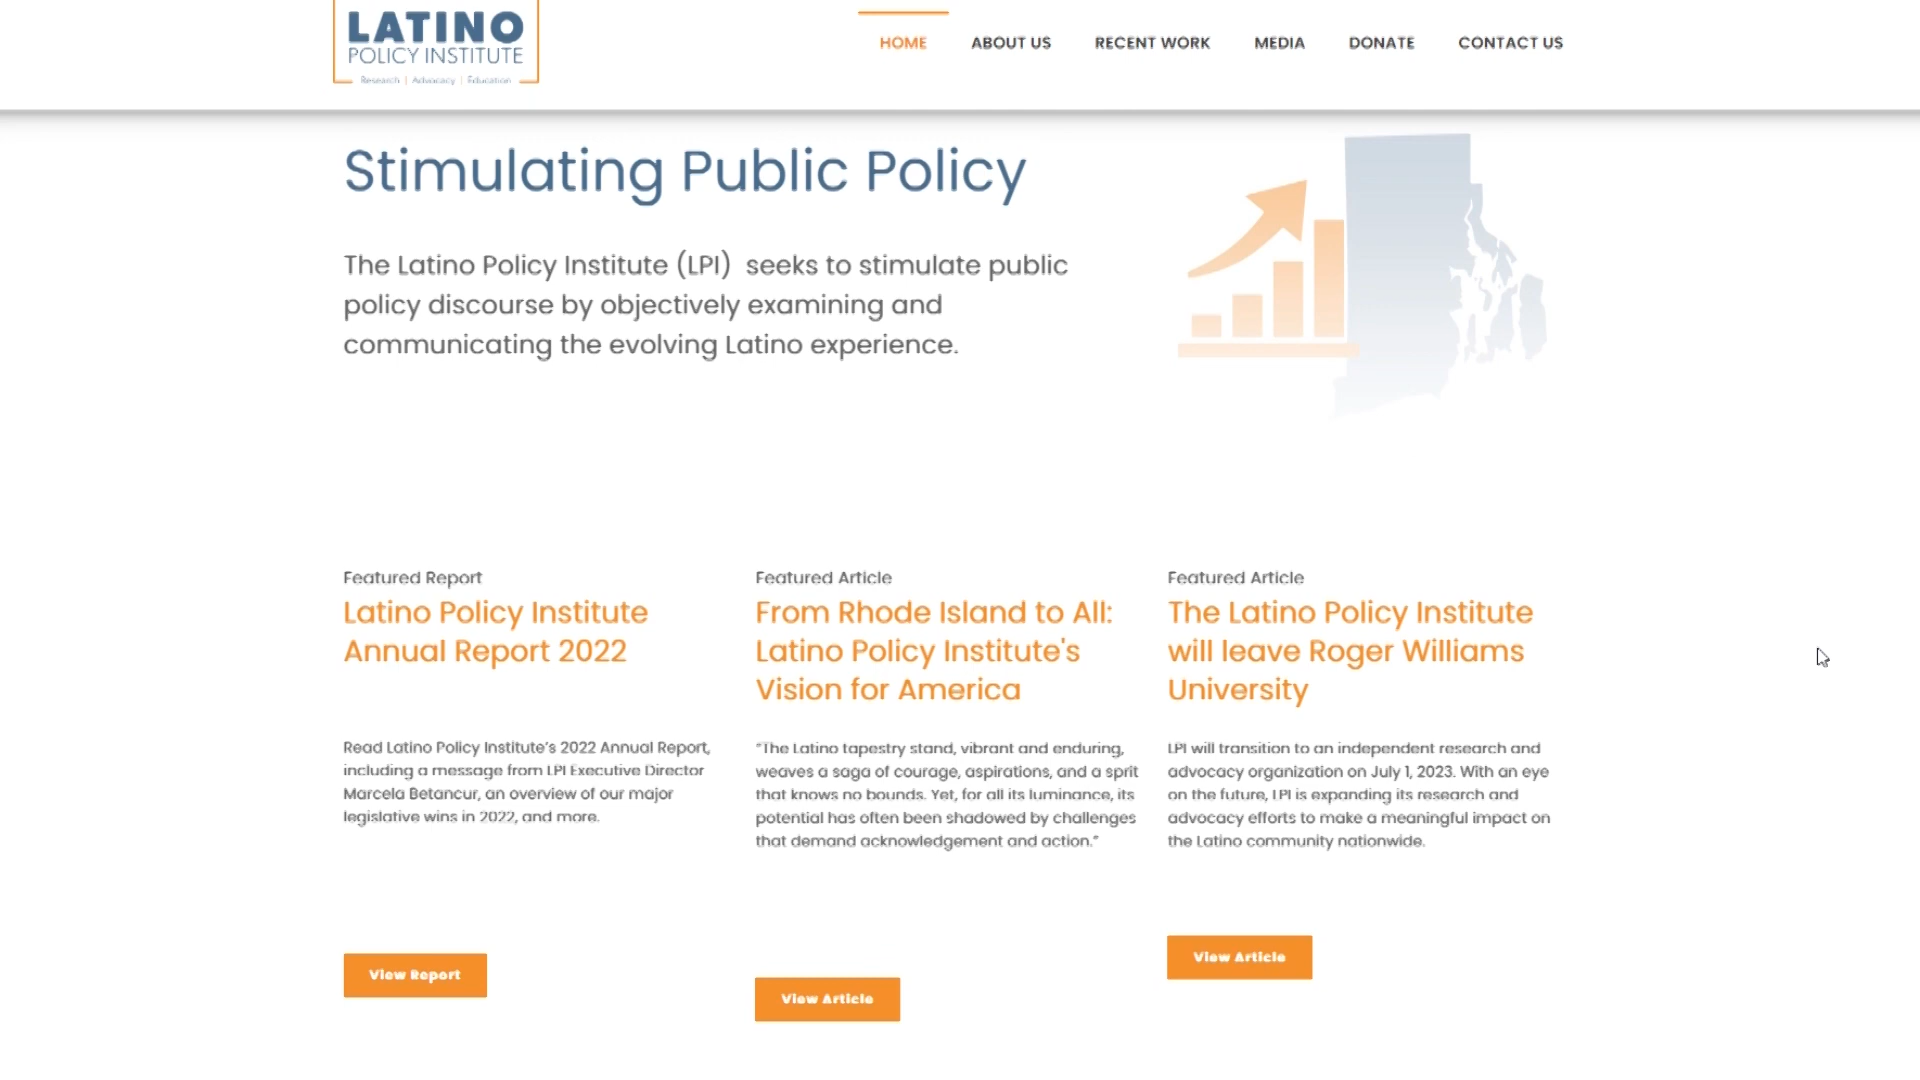 LATINO
POLICY INSTITUTE
Research | Advocacy | Education
HOME
ABOUT US
RECENT WORK
MEDIA
DONATE
CONTACT US
Stimulating Public Policy
The Latino Policy Institute (LPI) seeks to stimulate public
policy discourse by objectively examining and
communicating the evolving Latino experience.
Featured Report
Latino Policy Institute
Annual Report 2022
Read Latino Policy Institute's 2022 Annual Report,
including a message from LPI Executive Director
Marcela Betancur, an overview of our major
legislative wins in 2022, and more.
View Report
Featured Article
From Rhode Island to All:
Latino Policy Institute's
Vision for America
"The Latino tapestry stand, vibrant and enduring,
weaves a saga of courage, aspirations, and a sprit
that knows no bounds. Yet, for all its luminance, its
potential has often been shadowed by challenges
that demand acknowledgement and action."
View Article
Featured Article
The Latino Policy Institute
will leave Roger Williams
University
LPI will transition to an independent research and
advocacy organization on July 1, 2023. With an eye
on the future, LPI is expanding its research and
advocacy efforts to make a meaningful impact on
the Latino community nationwide.
View Article